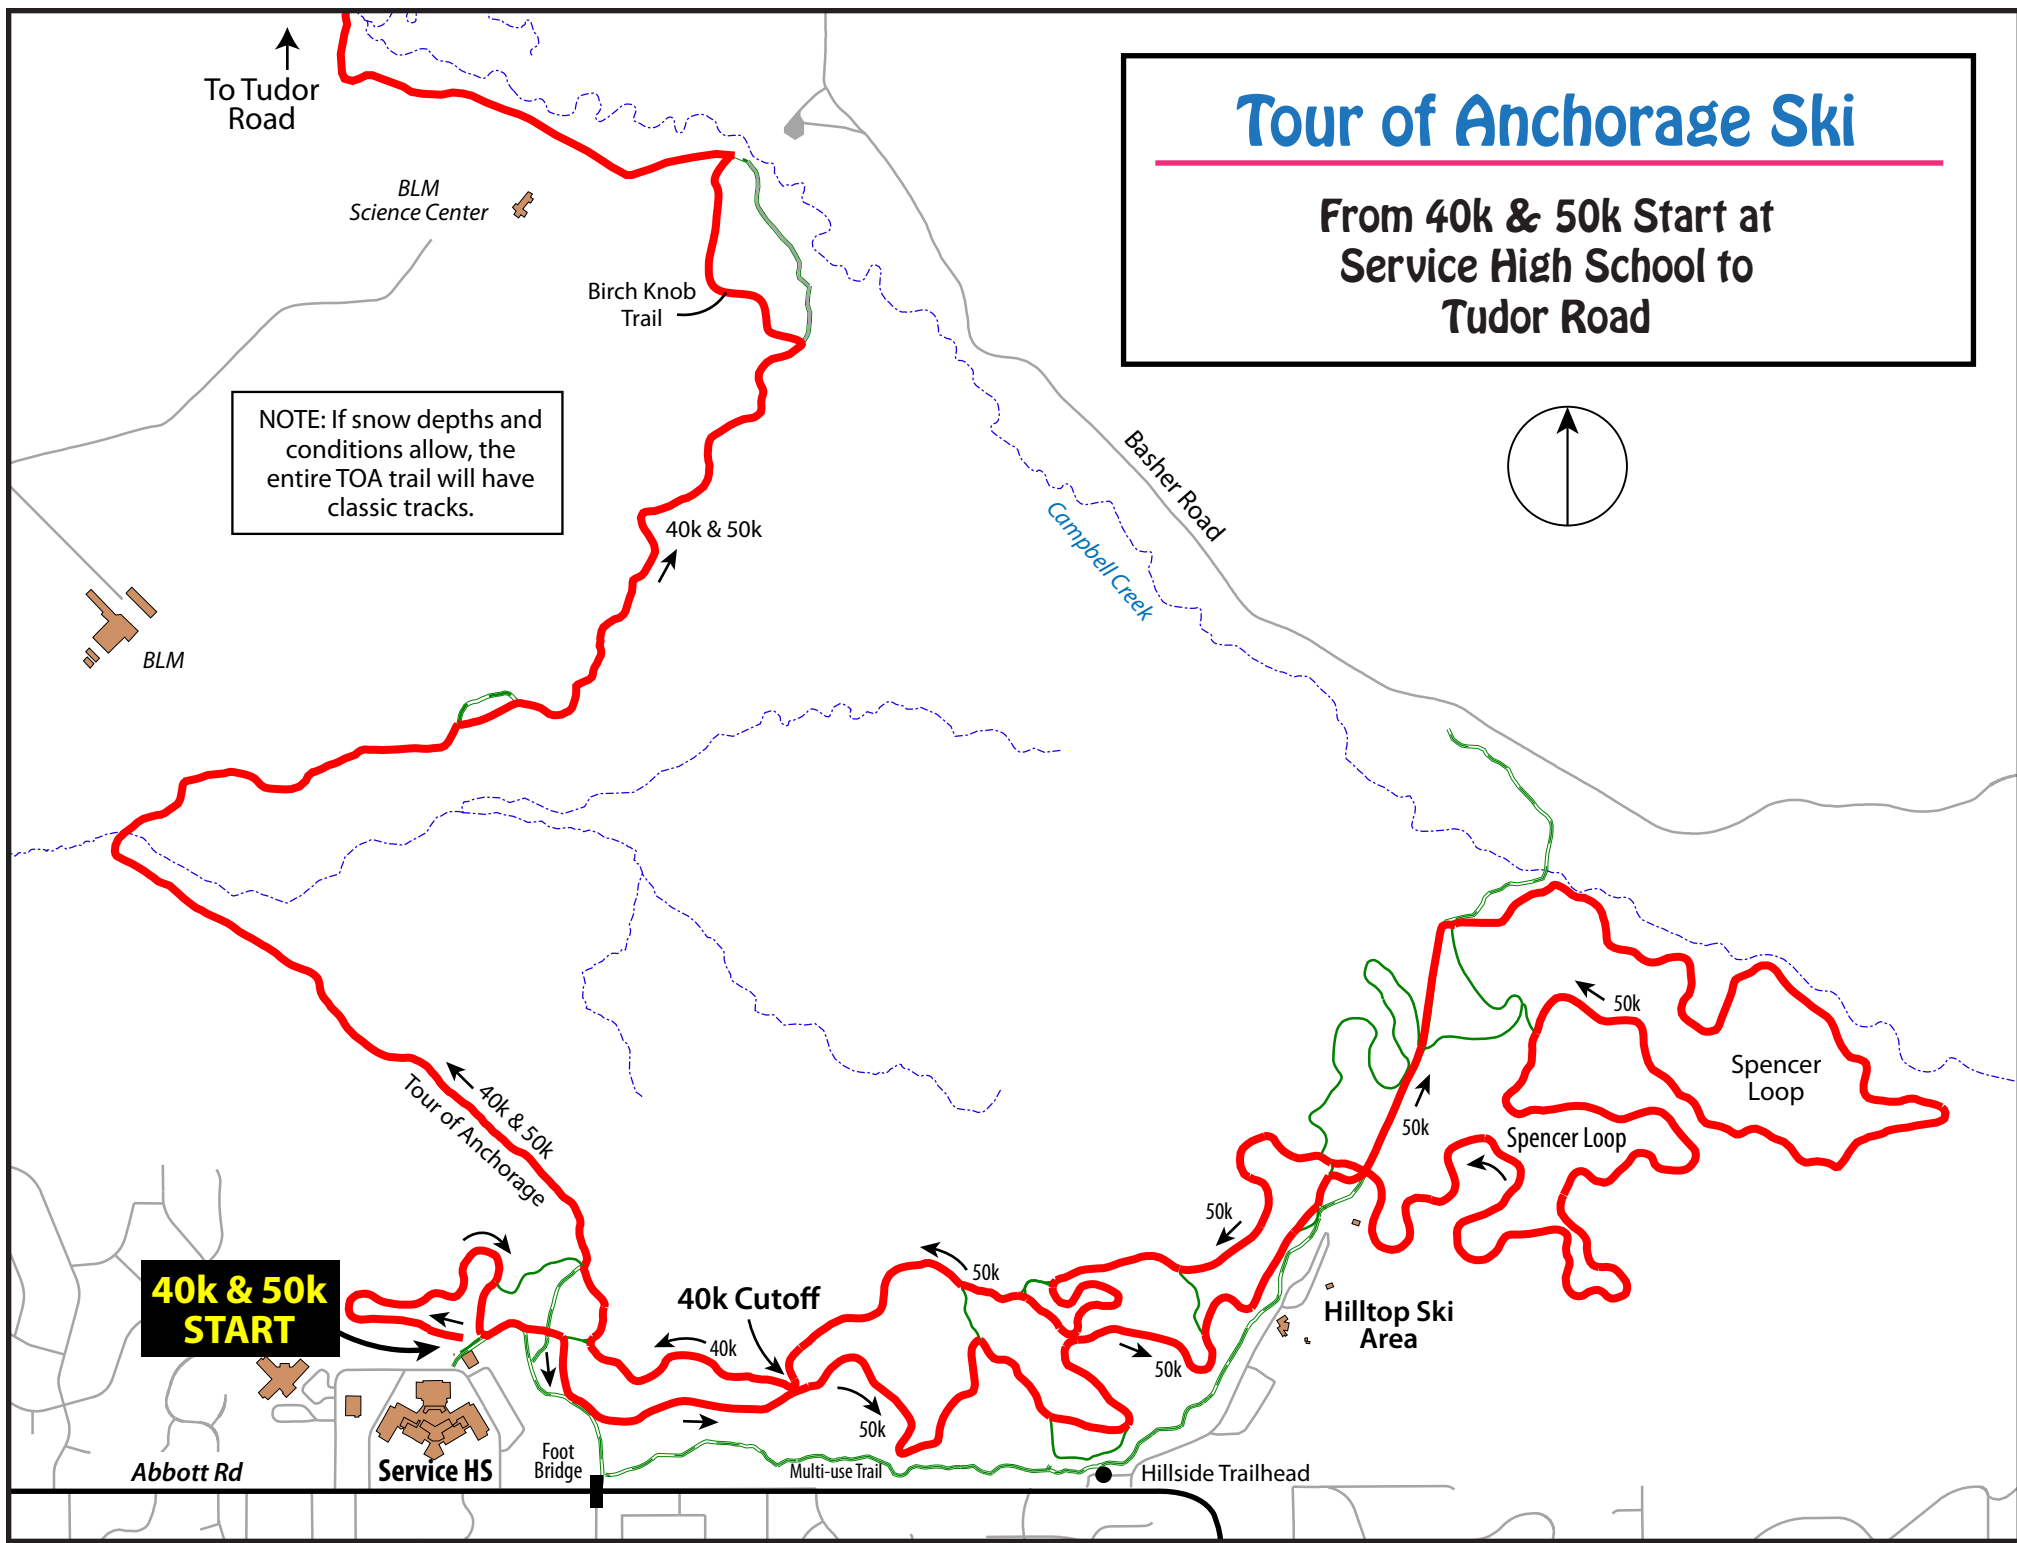 To Tudor
Road
Tour of Anchorage Ski
From 40k & 50k Start at
Service High School to
Tudor Road
BLM
Science Center
Birch Knob
Trail
NOTE: If snow depths and
conditions allow, the
entire TOA trail will have
classic tracks.
40k & 50k
Basher Road
Campbell Creek
BLM
50k
Spencer
Loop
40k & 50k
Tour of Anchorage
50k
Spencer Loop
50k
40k & 50k
START
50k
40k Cutoff
Hilltop Ski
Area
40k
50k
50k
Foot
Bridge
Abbott Rd
Service HS
Multi-use Trail
Hillside Trailhead